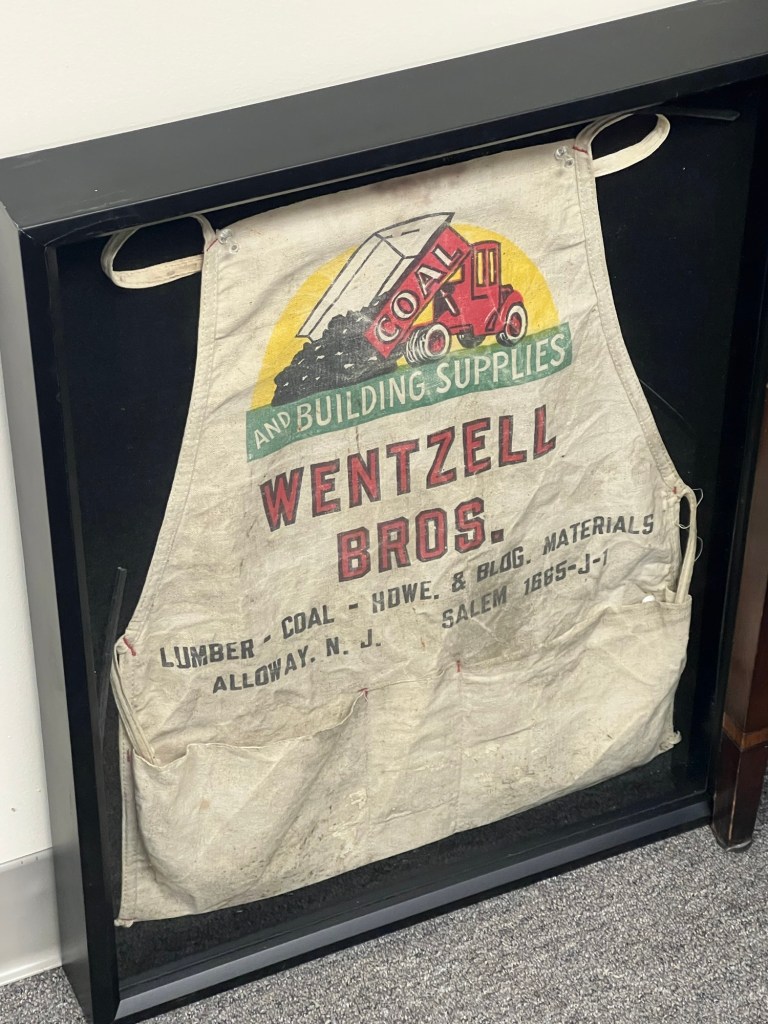 COAL
AND BUILDING SUPPLIES
WENTZELL
BROS.
LUMBER - COAL - HDWE. & BLDG. MATERIALS
ALLOWAY. N. J. SALEM 1665-J-1